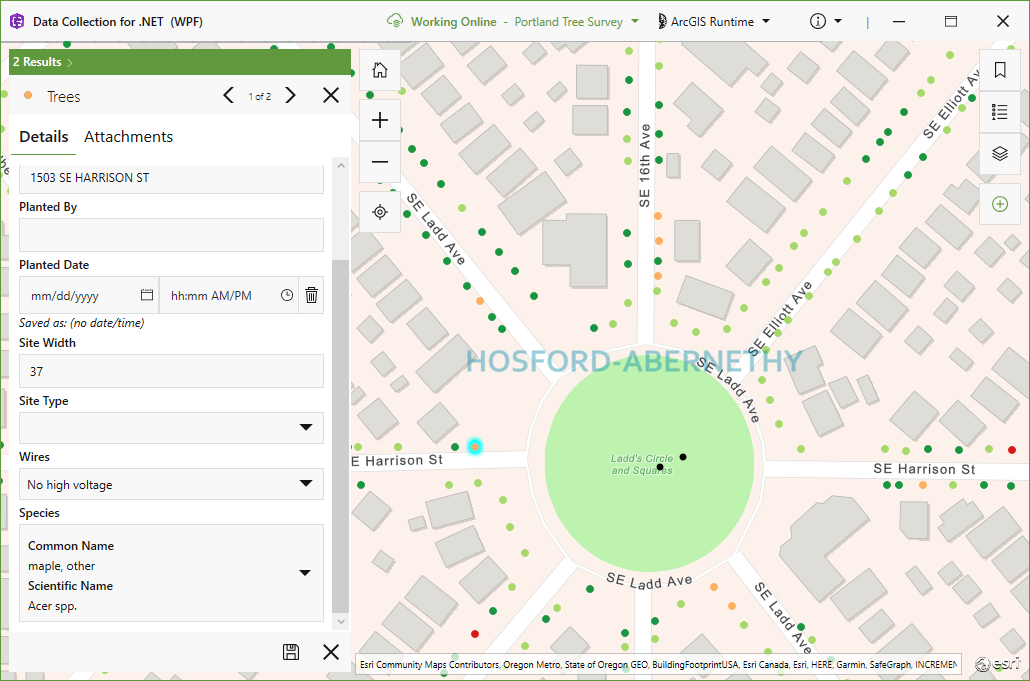 Data Collection for .NET (WPF)
Working Online - Portland Tree Survey
ArcGIS Runtime
2 Results
Trees
1 of 2
Details
Attachments
1503 SE HARRISON ST
Planted By
Planted Date
mm/dd/yyyy
hh:mm AM/PM
Saved as: (no date/time)
Site Width
37
Site Type
Wires
No high voltage
Species
Common Name
maple, other
Scientific Name
Acer spp.
SE Elliott Av
SE 16th Ave
SE Ladd Ave
SE Elliott Ave
HOSFORD-ABERNETHY
SE Ladd Ave
Ladd's Circle
and Squares
E Harrison St
SE Harrison St
SE Ladd Ave
SE Ladd Ave
Esri Community Maps Contributors, Oregon Metro, State of Oregon GEO, BuildingFootprintUSA, Esri Canada, Esri, HERE, Garmin, SafeGraph, INCREMEN
esri